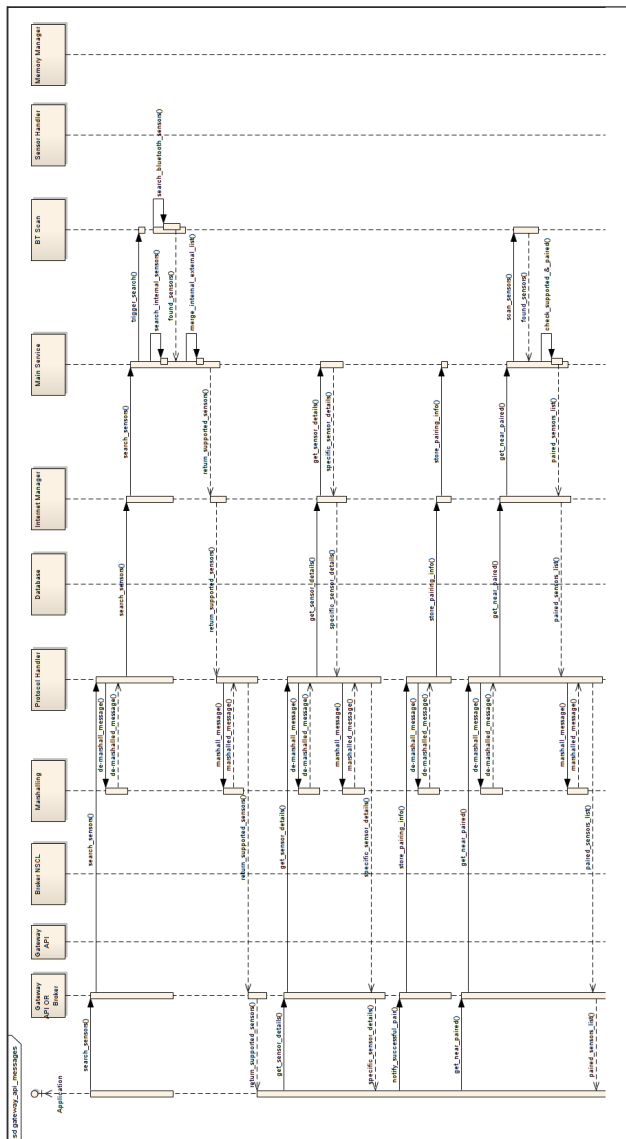 sd gateway_api_messages
Application
Gateway
API OR
Broker
Gateway
API
Broker NSCL
Marshalling
Protocol Handler
Database
Internet Manager
Main Service
BT Scan
Sensor Handler
Memory Manager
search_sensors()
search_sensors()
de-marshall_message()
de-marshalled_message()
search_sensors()
search_sensors()
trigger_search()
search_internal_sensors()
search_bluetooth_sensors()
found_sensors()
merge_internal_external_list()
return_supported_sensors()
return_supported_sensors()
marshall_message()
marshalled_message()
return_supported_sensors()
return_supported_sensors()
get_sensor_details()
get_sensor_details()
de-marshall_message()
de-marshalled_message()
get_sensor_details()
get_sensor_details()
specific_sensor_details()
specific_sensor_details()
marshall_message()
marshalled_message()
specific_sensor_details()
specific_sensor_details()
notify_successful_pair()
store_pairing_info()
de-marshall_message()
de-marshalled_message()
store_pairing_info()
store_pairing_info()
get_near_paired()
get_near_paired()
de-marshall_message()
de-marshalled_message()
get_near_paired()
get_near_paired()
scan_sensors()
found_sensors()
check_supported_&_paired()
paired_sensors_list()
paired_sensors_list()
marshall_message()
marshalled_message()
paired_sensors_list()
paired_sensors_list()